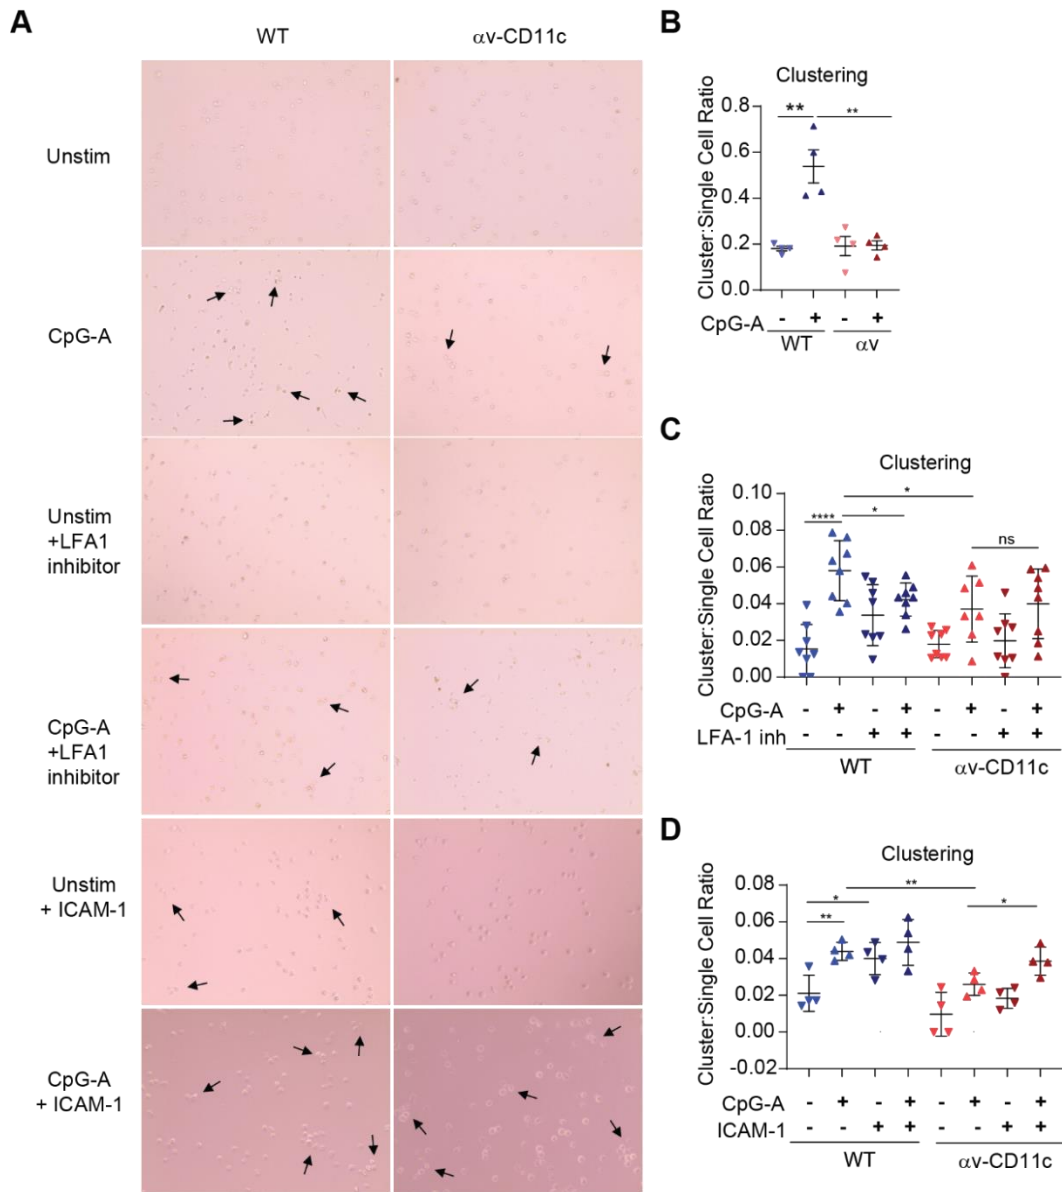 A
WT
αv-CD11c
Unstim
CpG-A
Unstim
+LFA1
inhibitor
CpG-A
+LFA1
inhibitor
Unstim
+ ICAM-1
CpG-A
+ ICAM-1
B
Clustering
Cluster:Single Cell Ratio
0.8
0.6
0.4
0.2
0.0
** **
CpG-A - + - +
WT αv
C
Clustering
Cluster:Single Cell Ratio
0.10
0.08
0.06
0.04
0.02
0.00
*
**** *
ns
CpG-A - + - + - + - +
LFA-1 inh - - + + - - + +
WT αv-CD11c
D
Clustering
Cluster:Single Cell Ratio
0.08
0.06
0.04
0.02
0.00
-0.02
**
* *
**
CpG-A - + - + - + - +
ICAM-1 - - + + - - + +
WT αv-CD11c